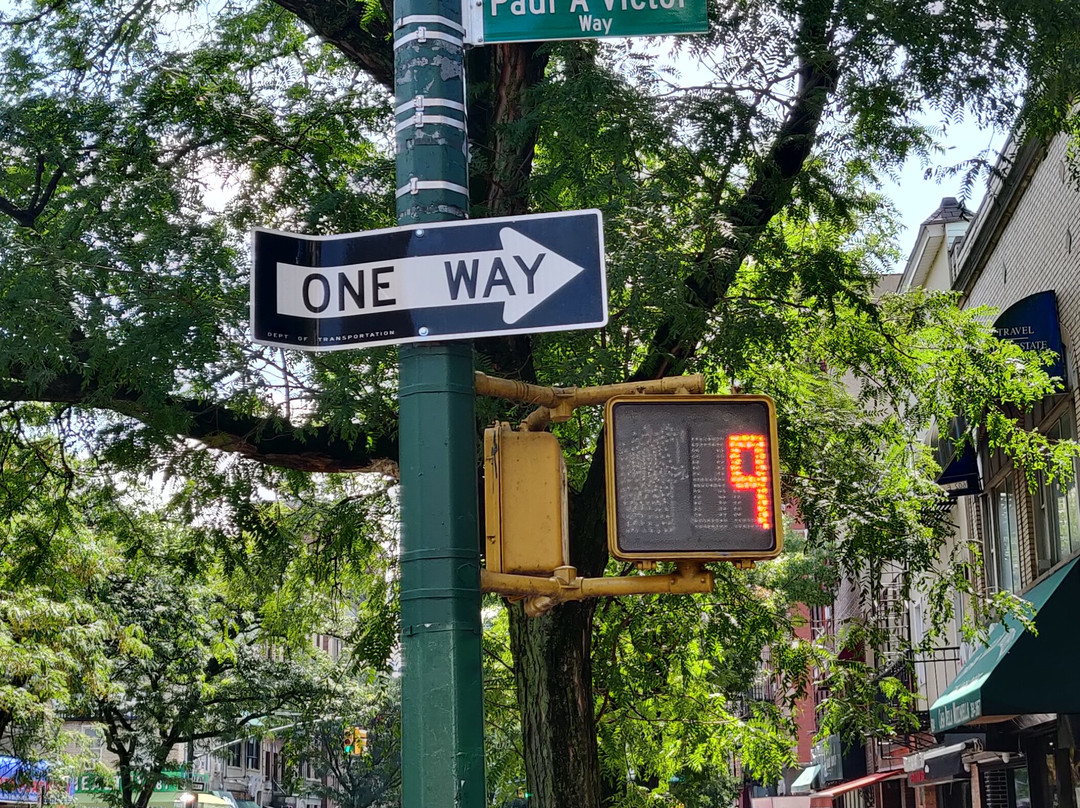 Paul A Victor
Way
ONE WAY
DEPT OF TRANSPORTATION
9
TRAVEL